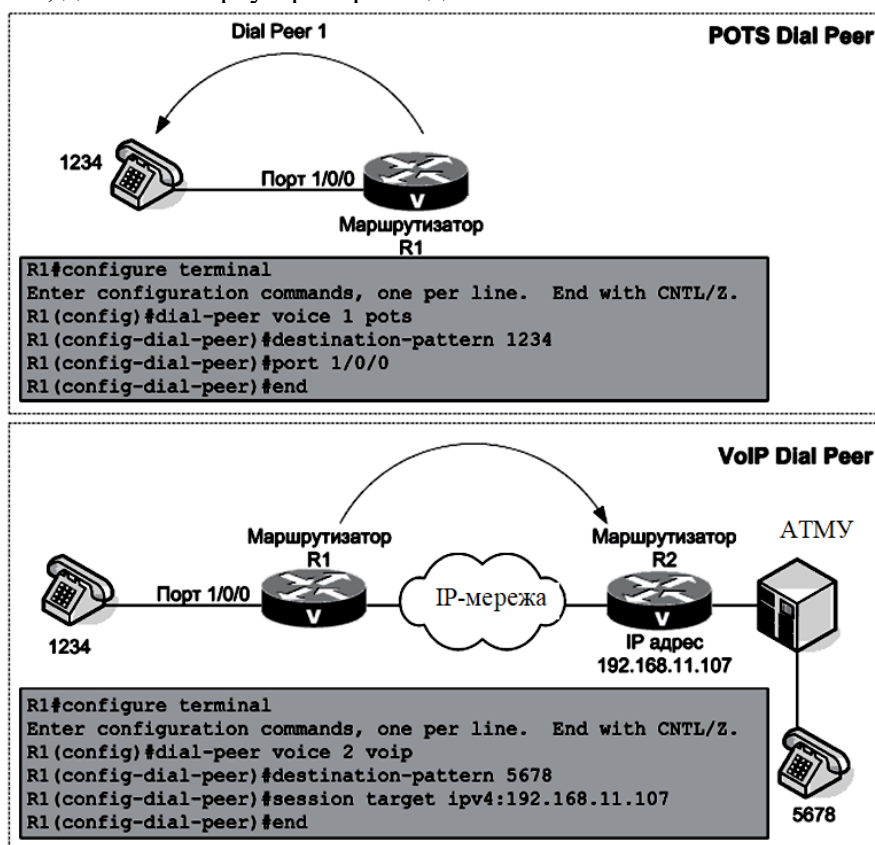 Dial Peer 1
POTS Dial Peer
1234
Порт 1/0/0
V
Маршрутизатор
R1
R1#configure terminal
Enter configuration commands, one per line. End with CNTL/Z.
R1(config)#dial-peer voice 1 pots
R1(config-dial-peer)#destination-pattern 1234
R1(config-dial-peer)#port 1/0/0
R1(config-dial-peer)#end
VoIP Dial Peer
Маршрутизатор
R1
Маршрутизатор
R2
АТМУ
Порт 1/0/0
V
IP-мережа
V
1234
IP адрес
192.168.11.107
R1#configure terminal
Enter configuration commands, one per line. End with CNTL/Z.
R1(config)#dial-peer voice 2 voip
R1(config-dial-peer)#destination-pattern 5678
R1(config-dial-peer)#session target ipv4:192.168.11.107
R1(config-dial-peer)#end
5678